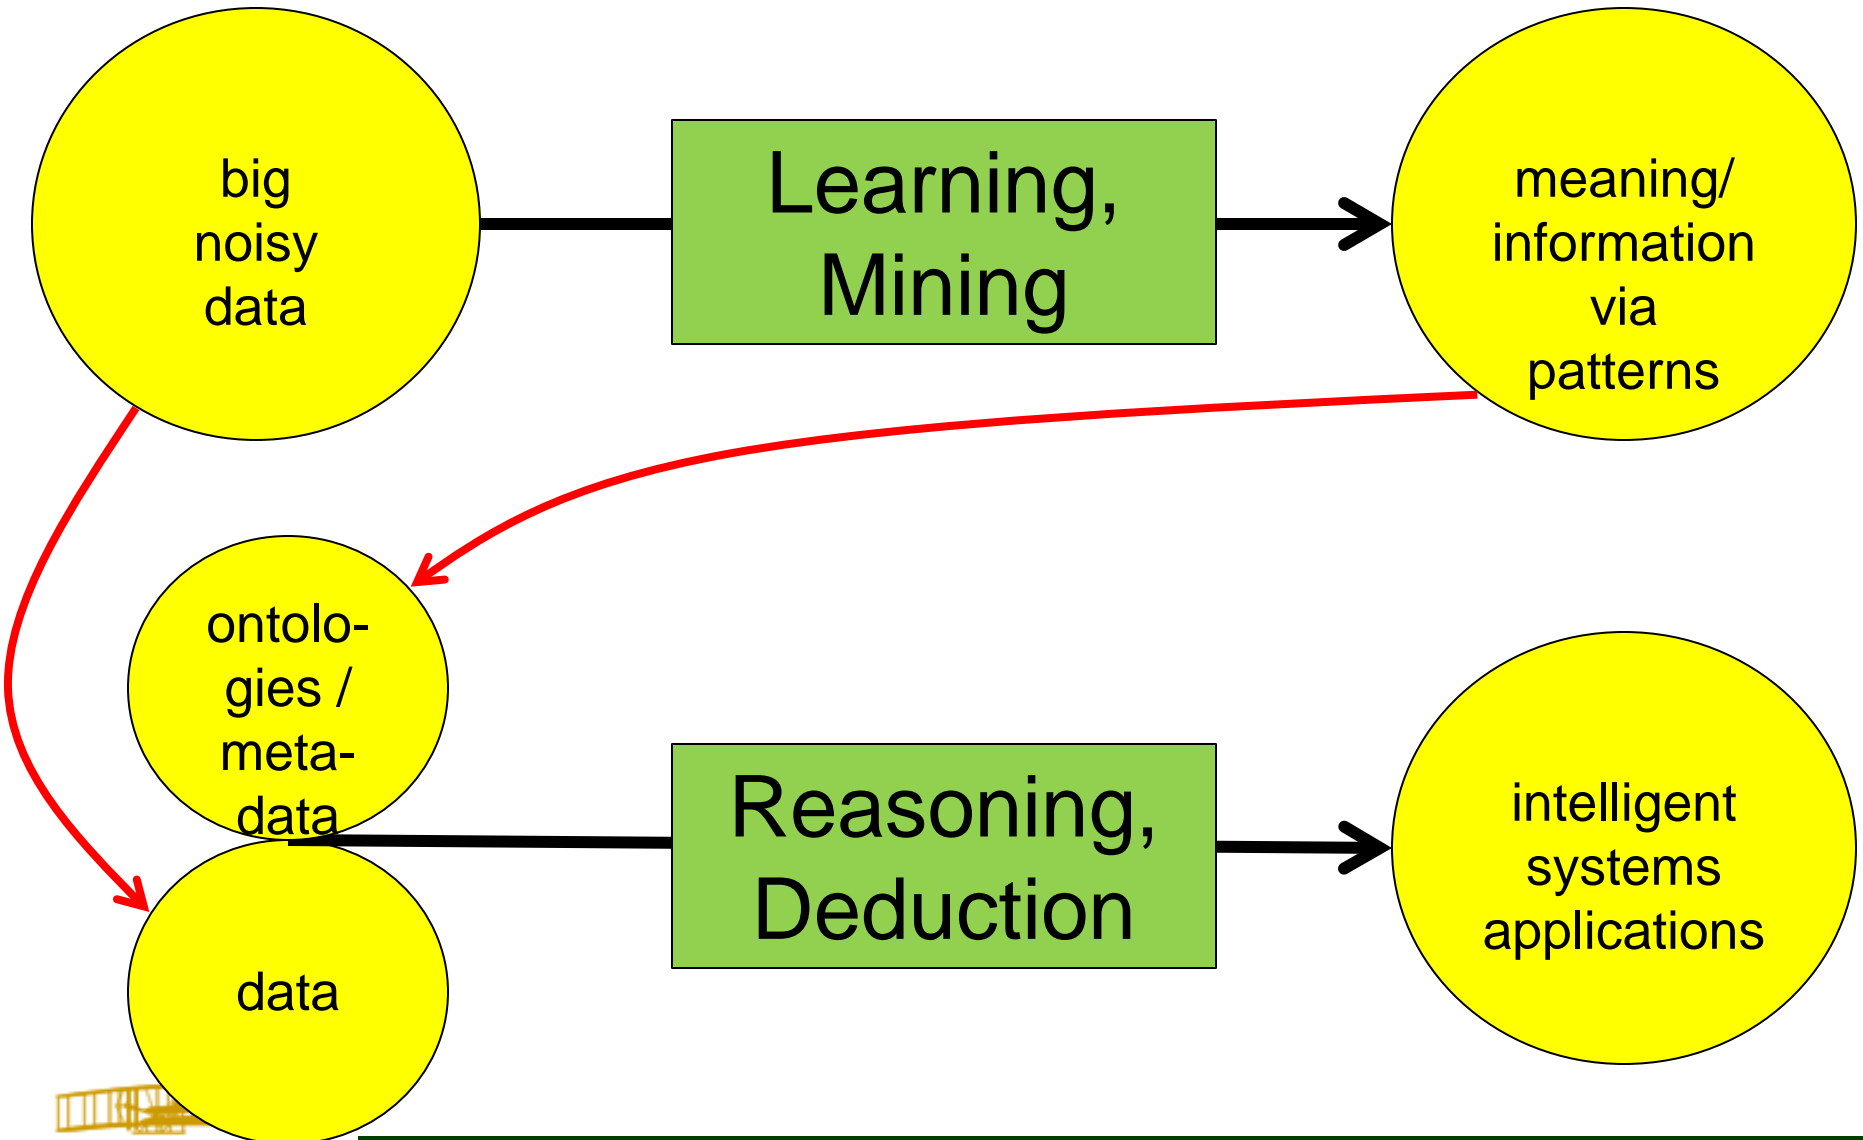 big
noisy
data
Learning,
Mining
meaning/
information
via
patterns
ontolo-
gies /
meta-
data
data
Reasoning,
Deduction
intelligent
systems
applications